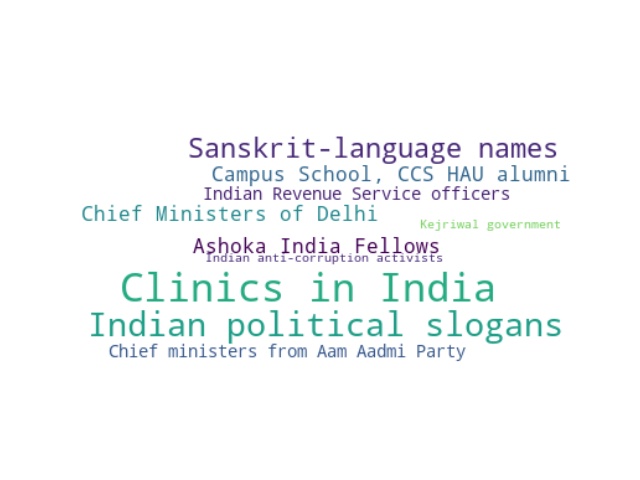 Sanskrit-language names
Campus School, CCS HAU alumni
Indian Revenue Service officers
Chief Ministers of Delhi
Kejriwal government
Ashoka India Fellows
Indian anti-corruption activists
Clinics in India
Indian political slogans
Chief ministers from Aam Aadmi Party